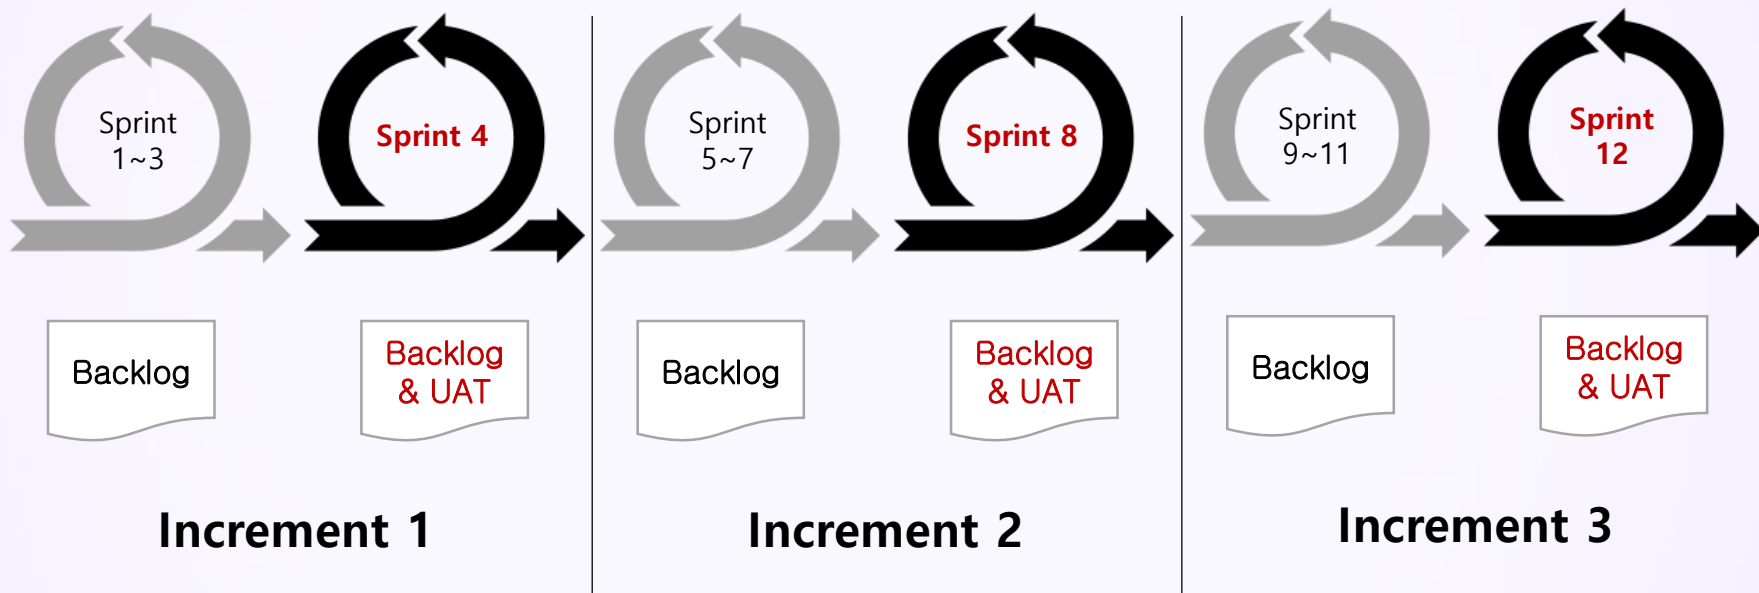 Sprint
1~3
Sprint 4
Sprint
5~7
Sprint 8
Sprint
9~11
Sprint
12
Backlog
Backlog
& UAT
Backlog
Backlog
& UAT
Backlog
Backlog
& UAT
Increment 1
Increment 2
Increment 3